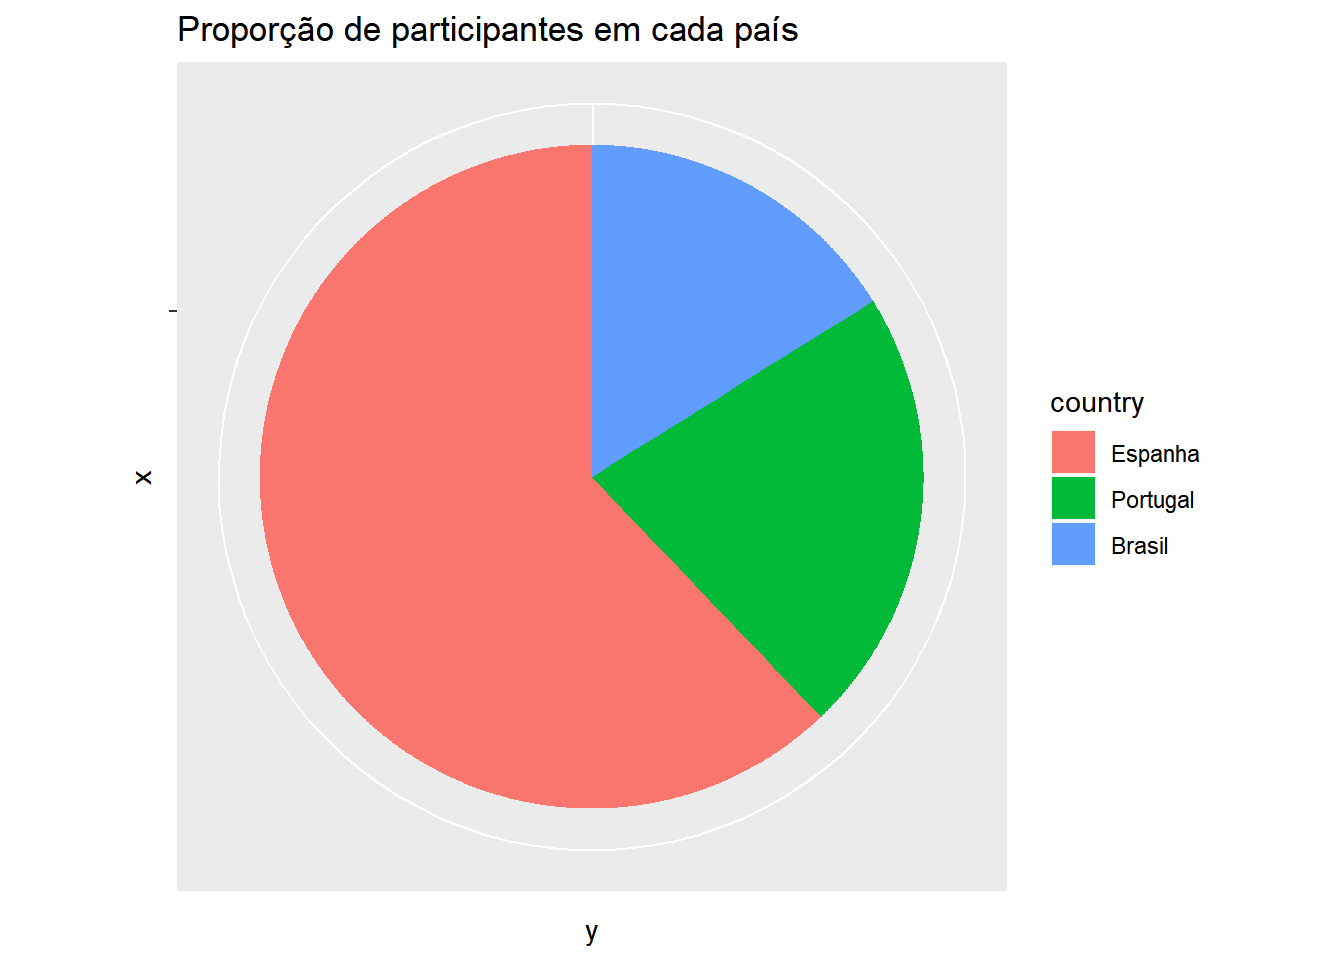 Proporção de participantes em cada país
x
y
country
Espanha
Portugal
Brasil